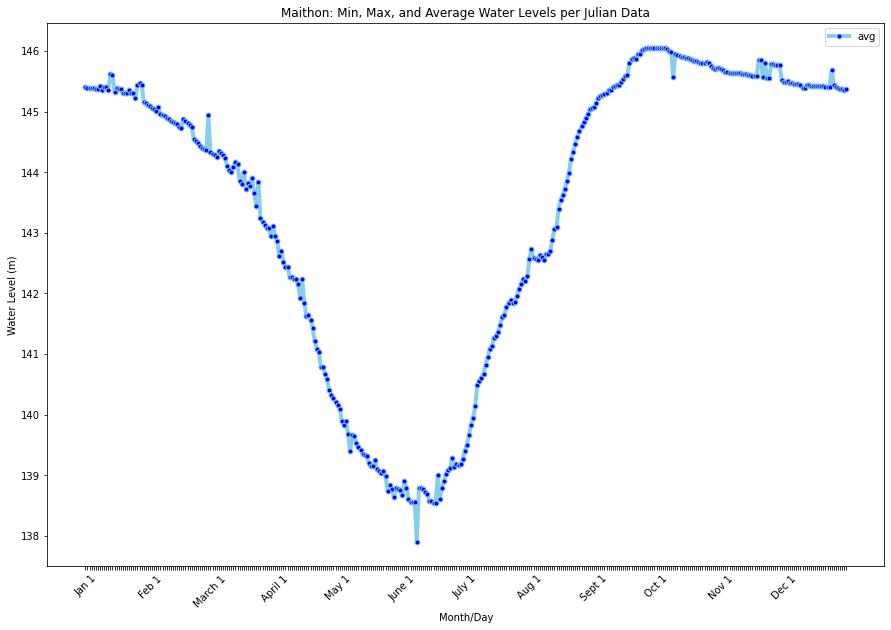 Maithon: Min, Max, and Average Water Levels per Julian Data
avg
146
145
144
143
142
141
140
139
138
Water Level (m)
Jan 1
Feb 1
March 1
April 1
May 1
June 1
July 1
Aug 1
Sept 1
Oct 1
Nov 1
Dec 1
Month/Day